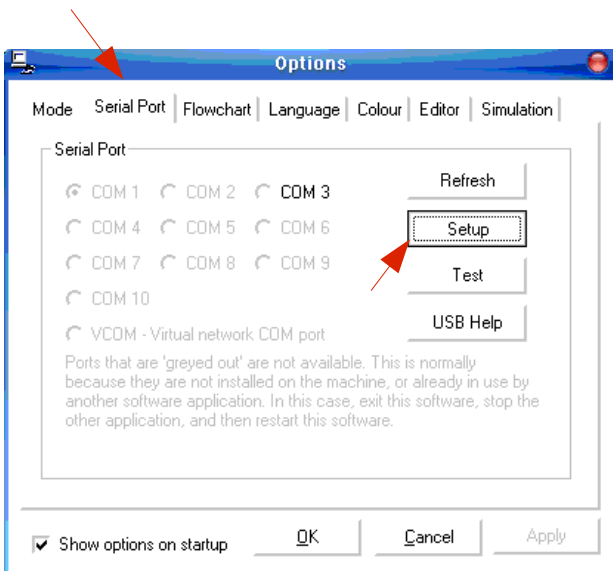 Options
Mode Serial Port Flowchart Language Colour Editor Simulation
Serial Port
COM 1 COM 2 COM 3
Refresh
COM 4 COM 5 COM 6
Setup
COM 7 COM 8 COM 9
Test
COM 10
VCOM - Virtual network COM port
USB Help
Ports that are 'greyed out' are not available. This is normally
because they are not installed on the machine, or already in use by
another software application. In this case, exit this software, stop the
other application, and then restart this software.
Show options on startup OK Cancel Apply